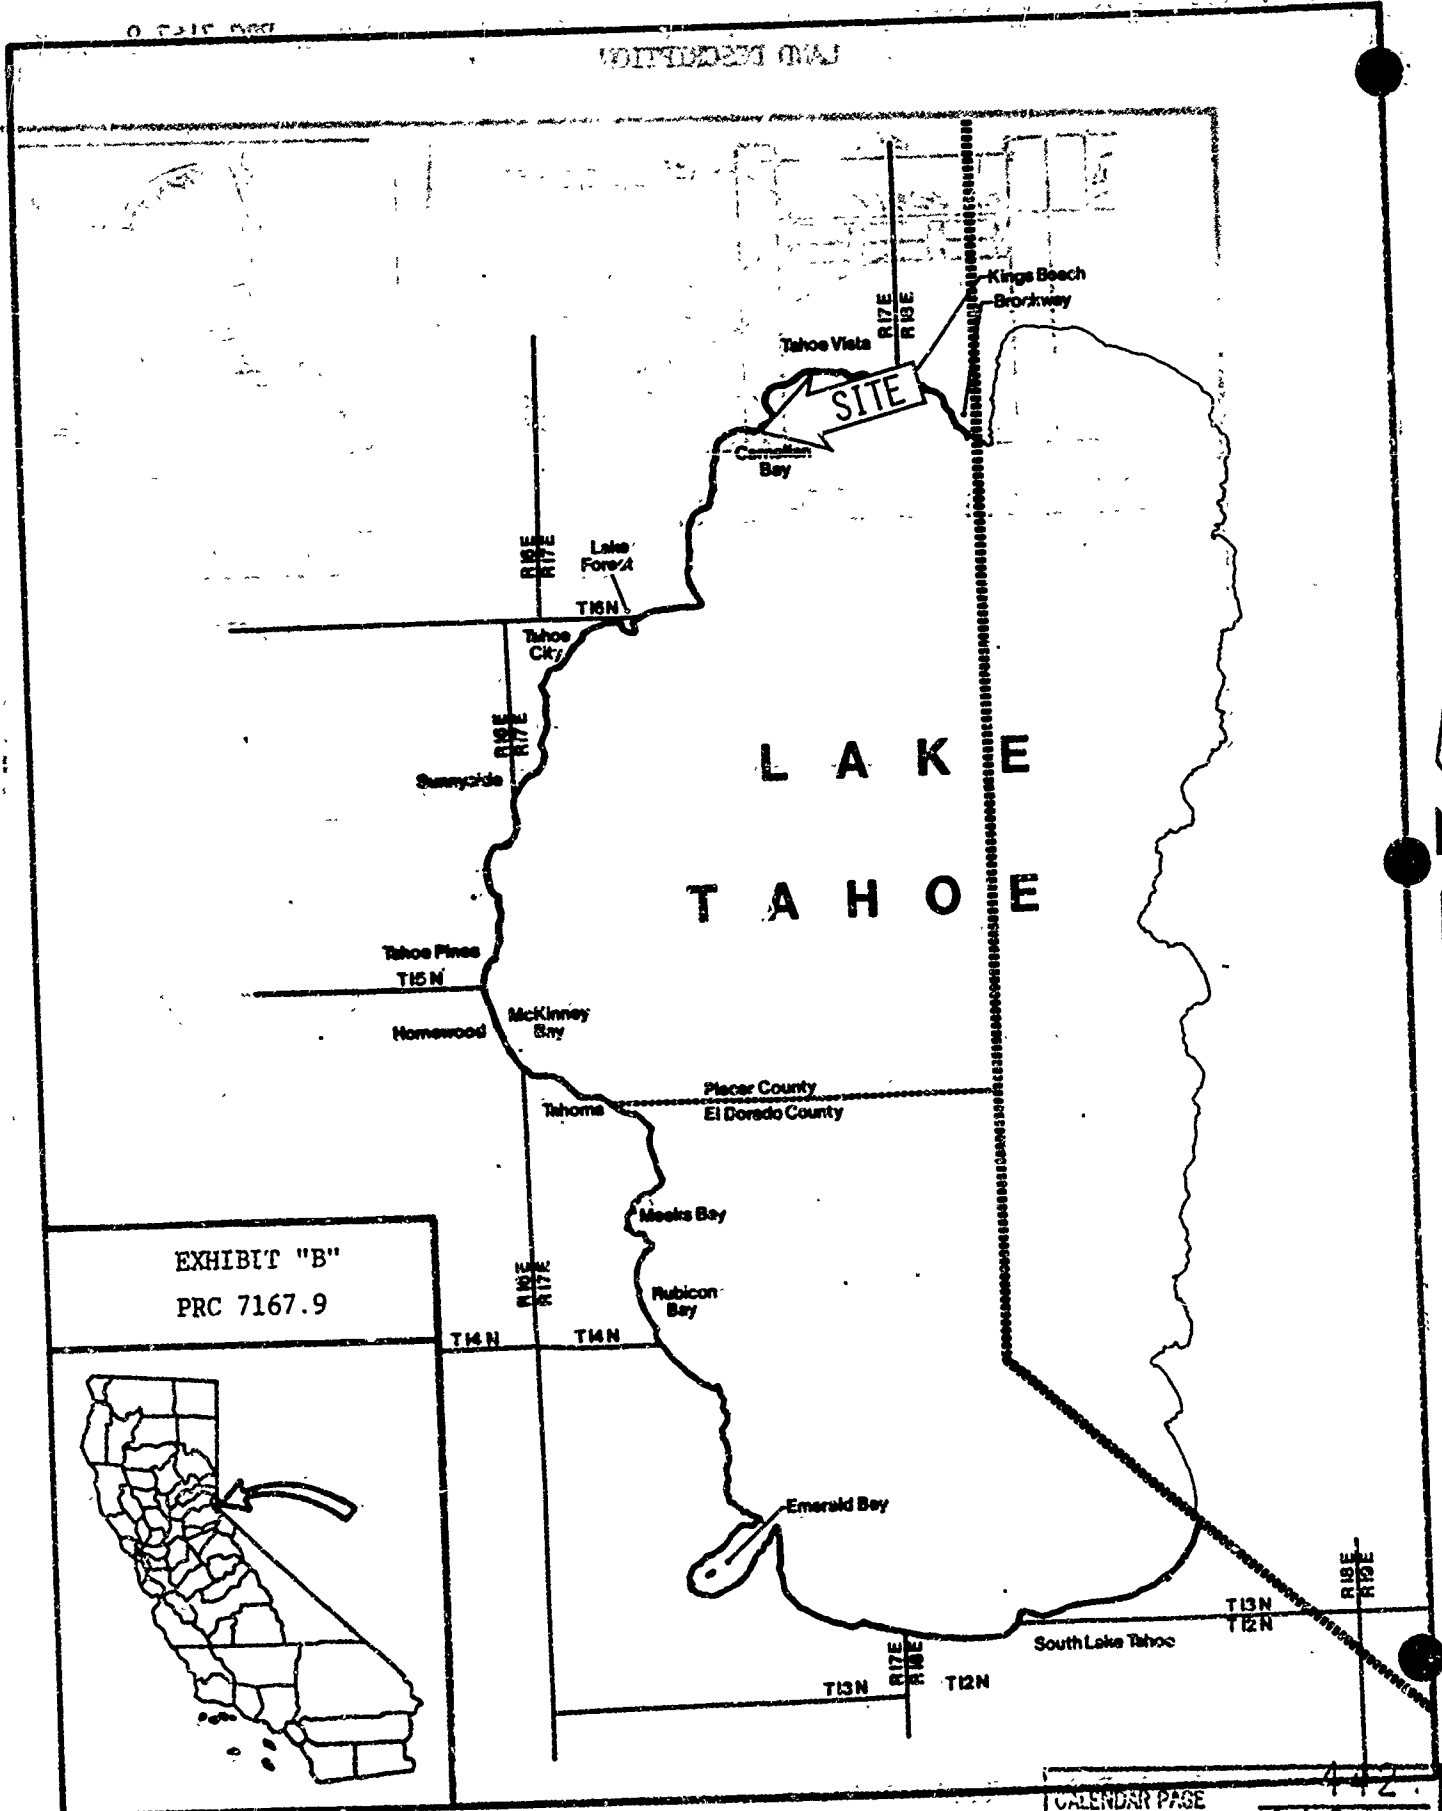 Kings Beach
Brockway
R17E
R18E
Tahoe Vista
SITE
Carnelian
Bay
R16E
R17E
Lake
Forest
T16N
Tahoe
City
R16E
R17E
Sunnyside
LAKE
TAHOE
Tahoe Pines
T15N
Homewood
McKinney
Bay
Placer County
El Dorado County
Tahoma
Meeks Bay
EXHIBIT "B"
PRC 7167.9
R16E
R17E
Rubicon
Bay
T14N
T14N
Emerald Bay
R18E
R19E
T13N
T12N
South Lake Tahoe
R17E
R18E
T13N
T12N
CALENDAR PAGE
442